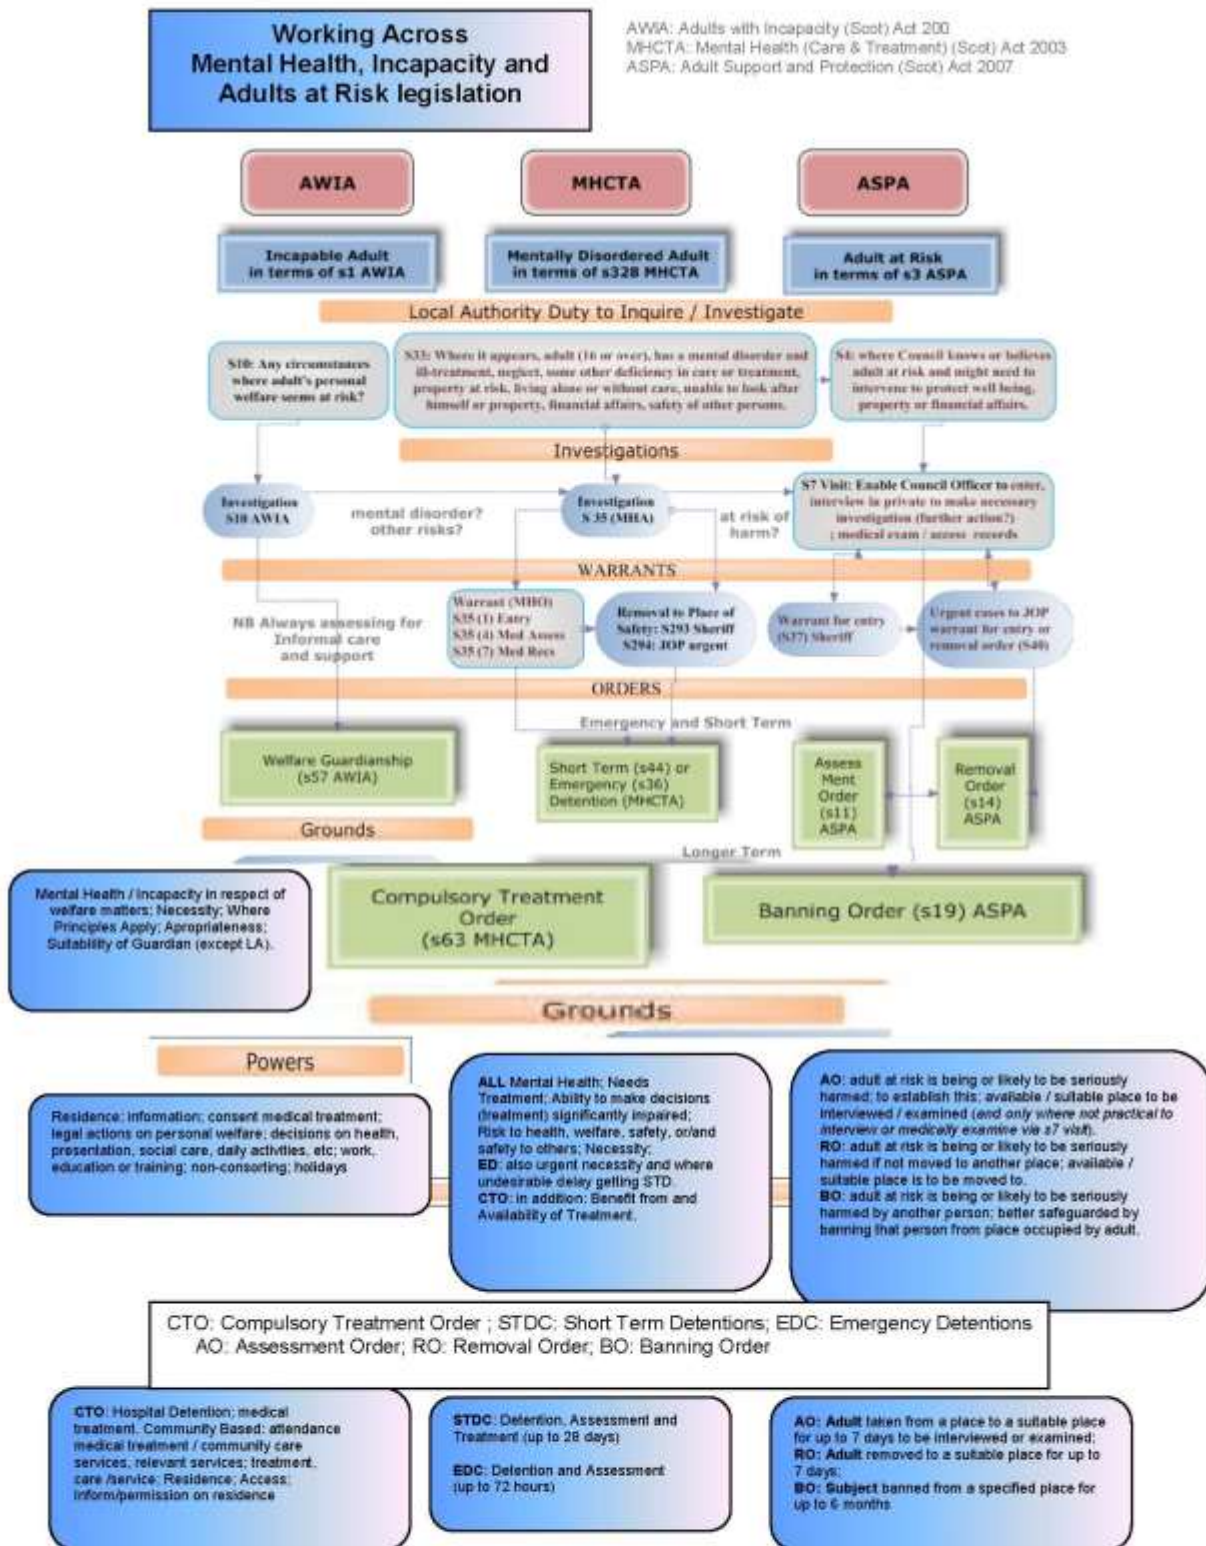 Working Across
Mental Health, Incapacity and
Adults at Risk legislation
AWIA: Adults with Incapacity (Scot) Act 200
MHCTA: Mental Health (Care & Treatment) (Scot) Act 2003
ASPA: Adult Support and Protection (Scot) Act 2007
AWIA
MHCTA
ASPA
Incapable Adult
in terms of s1 AWIA
Mentally Disordered Adult
in terms of s328 MHCTA
Adult at Risk
in terms of s3 ASPA
Local Authority Duty to Inquire / Investigate
S10: Any circumstances
where adult's personal
welfare seems at risk?
S33: Where it appears, adult (16 or over), has a mental disorder and
ill-treatment, neglect, some other deficiency in care or treatment,
property at risk, living alone or without care, unable to look after
himself or property, financial affairs, safety of other persons.
S4: where Council knows or believes
adult at risk and might need to
intervene to protect well being,
property or financial affairs.
Investigations
Investigation
S10 AWIA
mental disorder?
other risks?
Investigation
S 35 (MHA)
at risk of
harm?
S7 Visit: Enable Council Officer to enter,
interview in private to make necessary
investigation (further action?)
; medical exam / access records
WARRANTS
NB Always assessing for
Informal care
and support
Warrant (MHO)
S35 (1) Entry
S35 (4) Med Assess
S35 (7) Med Recs
Removal to Place of
Safety: S293 Sheriff
S294: JOP urgent
Warrant for entry
(S37) Sheriff
Urgent cases to JOP
warrant for entry or
removal order (S40)
ORDERS
Emergency and Short Term
Welfare Guardianship
(s57 AWIA)
Short Term (s44) or
Emergency (s36)
Detention (MHCTA)
Assess
Ment
Order
(s11)
ASPA
Removal
Order
(s14)
ASPA
Grounds
Longer Term
Mental Health / Incapacity in respect of
welfare matters; Necessity; Where
Principles Apply; Apropriateness;
Suitability of Guardian (except LA).
Compulsory Treatment
Order
(s63 MHCTA)
Banning Order (s19) ASPA
Grounds
Powers
Residence; information; consent medical treatment;
legal actions on personal welfare; decisions on health,
presentation, social care, daily activties, etc; work,
education or training; non-consorting; holidays
ALL Mental Health; Needs
Treatment; Ability to make decisions
(treatment) significantly impaired;
Risk to health, welfare, safety, or/and
safety to others; Necessity;
ED: also urgent necessity and where
undesirable delay getting STD.
CTO: in addition: Benefit from and
Availability of Treatment.
AO: adult at risk is being or likely to be seriously
harmed; to establish this; available / suitable place to be
interviewed / examined (and only where not practical to
interview or medically examine via s7 visit).
RO: adult at risk is being or likely to be seriously
harmed if not moved to another place; available /
suitable place is to be moved to.
BO: adult at risk is being or likely to be seriously
harmed by another person; better safeguarded by
banning that person from place occupied by adult.
CTO: Compulsory Treatment Order ; STDC: Short Term Detentions; EDC: Emergency Detentions
AO: Assessment Order; RO: Removal Order; BO: Banning Order
CTO: Hospital Detention; medical
treatment. Community Based: attendance
medical treatment / community care
services, relevant services; treatment,
care /service; Residence; Access;
Inform/permission on residence
STDC: Detention, Assessment and
Treatment (up to 28 days)
EDC: Detention and Assessment
(up to 72 hours)
AO: Adult taken from a place to a suitable place
for up to 7 days to be interviewed or examined;
RO: Adult removed to a suitable place for up to
7 days;
BO: Subject banned from a specified place for
up to 6 months